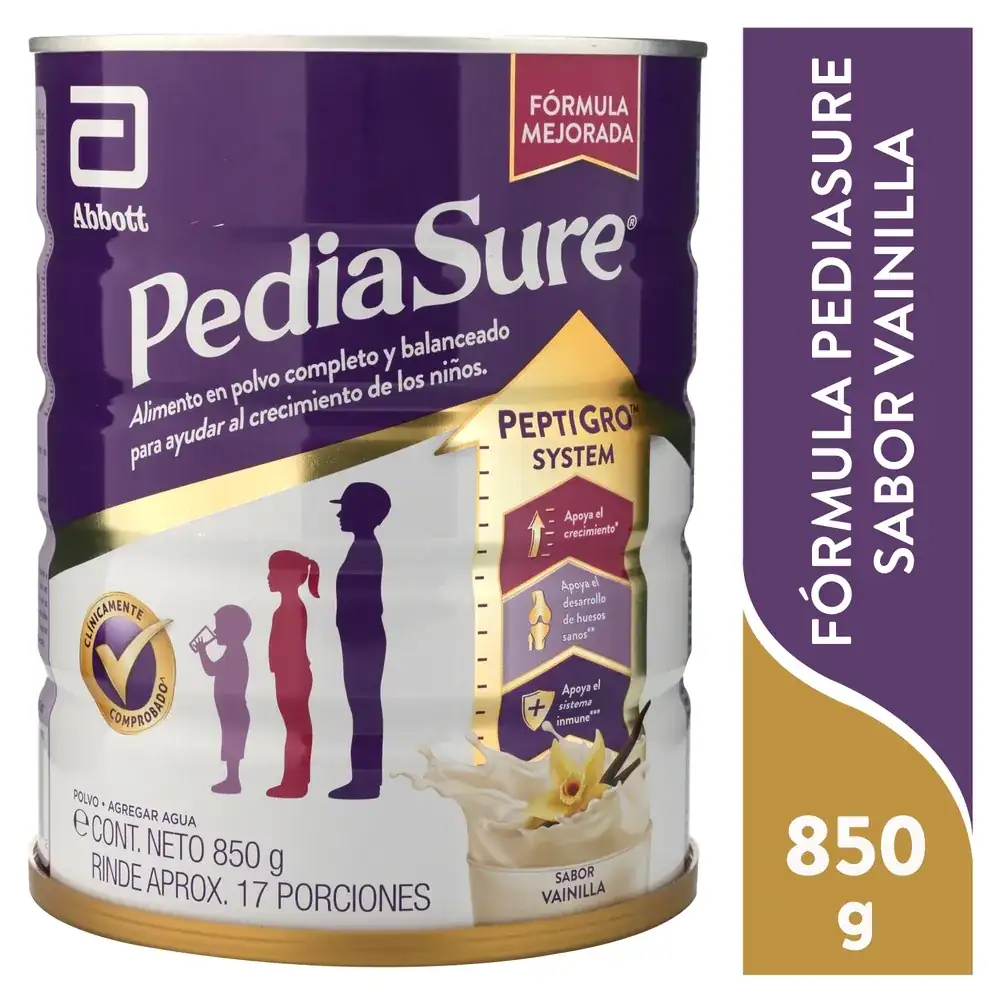 Abbott
FÓRMULA
MEJORADA
PediaSure®
Alimento en polvo completo y balanceado
para ayudar al crecimiento de los niños.
PEPTIGRO™
SYSTEM
Apoya el
crecimiento*
Apoya el
desarrollo
de huesos
sanos**
Apoya el
sistema
inmune***
CLÍNICAMENTE
COMPROBADO^
POLVO • AGREGAR AGUA
℮ CONT. NETO 850 g
RINDE APROX. 17 PORCIONES
SABOR
VAINILLA
FÓRMULA PEDIASURE
SABOR VAINILLA
850
g